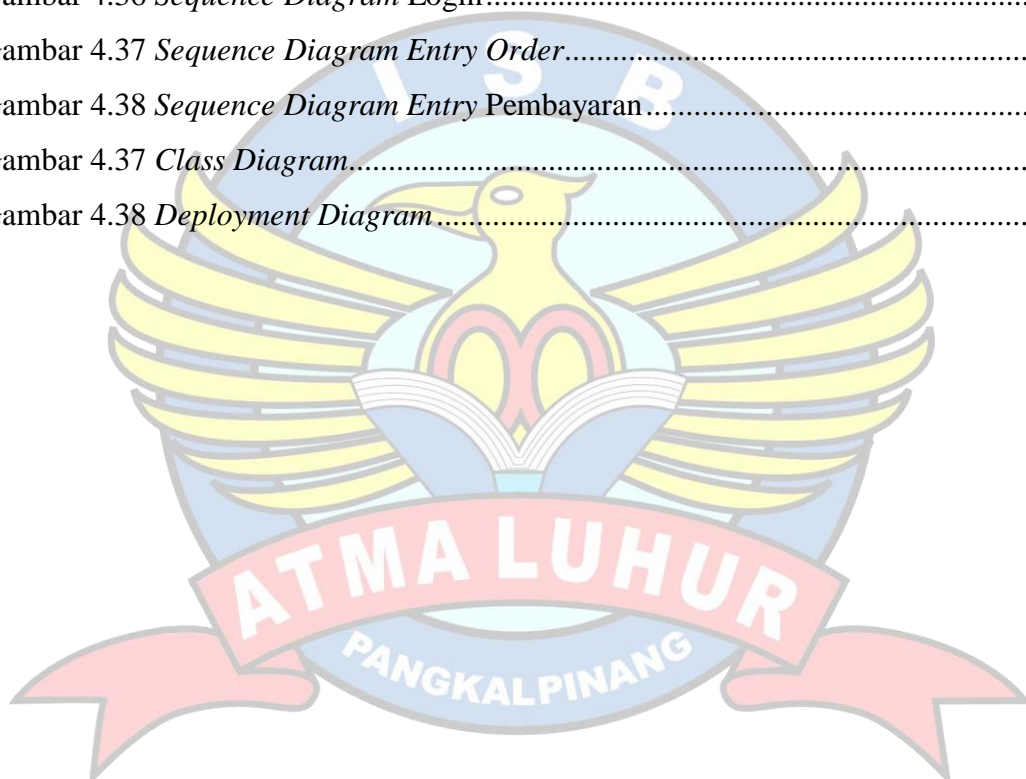 ambar 4.36 Sequence Diagram Login....................
ambar 4.37 Sequence Diagram Entry Order....................
ambar 4.38 Sequence Diagram Entry Pembayaran....................
ambar 4.37 Class Diagram....................
ambar 4.38 Deployment Diagram....................
I S B
ATMA LUHUR
PANGKALPINANG